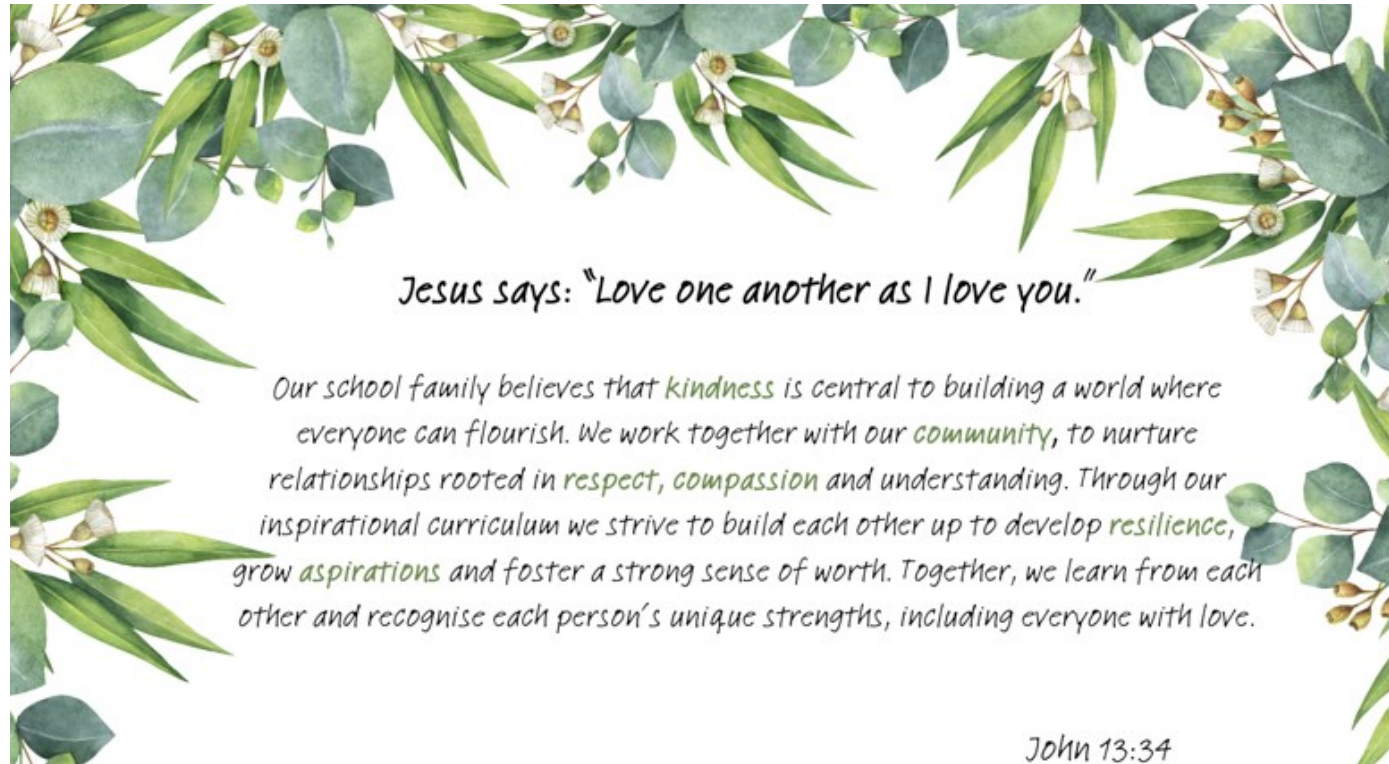 Jesus says: “Love one another as I love you.”
Our school family believes that kindness is central to building a world where
everyone can flourish. We work together with our community, to nurture
relationships rooted in respect, compassion and understanding. Through our
inspirational curriculum we strive to build each other up to develop resilience,
grow aspirations and foster a strong sense of worth. Together, we learn from each
other and recognise each person's unique strengths, including everyone with love.
John 13:34